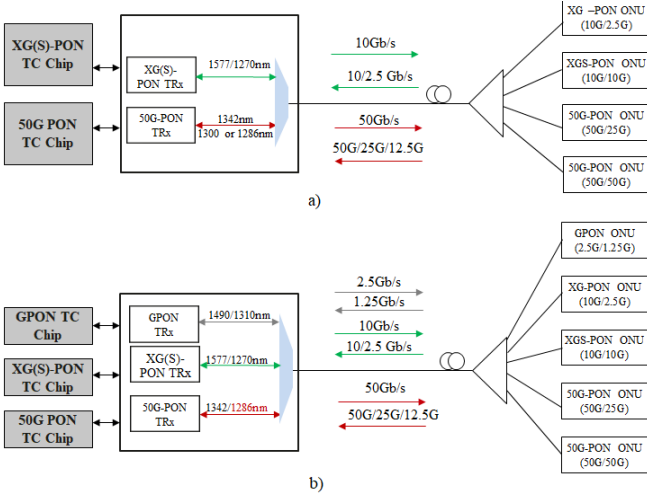 XG(S)-PON
TC Chip
50G PON
TC Chip
XG(S)-
PON TRx
1577/1270nm
50G-PON
TRx
1342nm
1300 or 1286nm
10Gb/s
10/2.5 Gb/s
50Gb/s
50G/25G/12.5G
XG –PON ONU
(10G/2.5G)
XGS-PON ONU
(10G/10G)
50G-PON ONU
(50G/25G)
50G-PON ONU
(50G/50G)
a)
GPON TC
Chip
XG(S)-PON
TC Chip
50G PON
TC Chip
GPON
TRx
1490/1310nm
XG(S)-
PON TRx
1577/1270nm
50G-PON
TRx
1342/1286nm
2.5Gb/s
1.25Gb/s
10Gb/s
10/2.5 Gb/s
50Gb/s
50G/25G/12.5G
GPON ONU
(2.5G/1.25G)
XG-PON ONU
(10G/2.5G)
XGS-PON ONU
(10G/10G)
50G-PON ONU
(50G/25G)
50G-PON ONU
(50G/50G)
b)